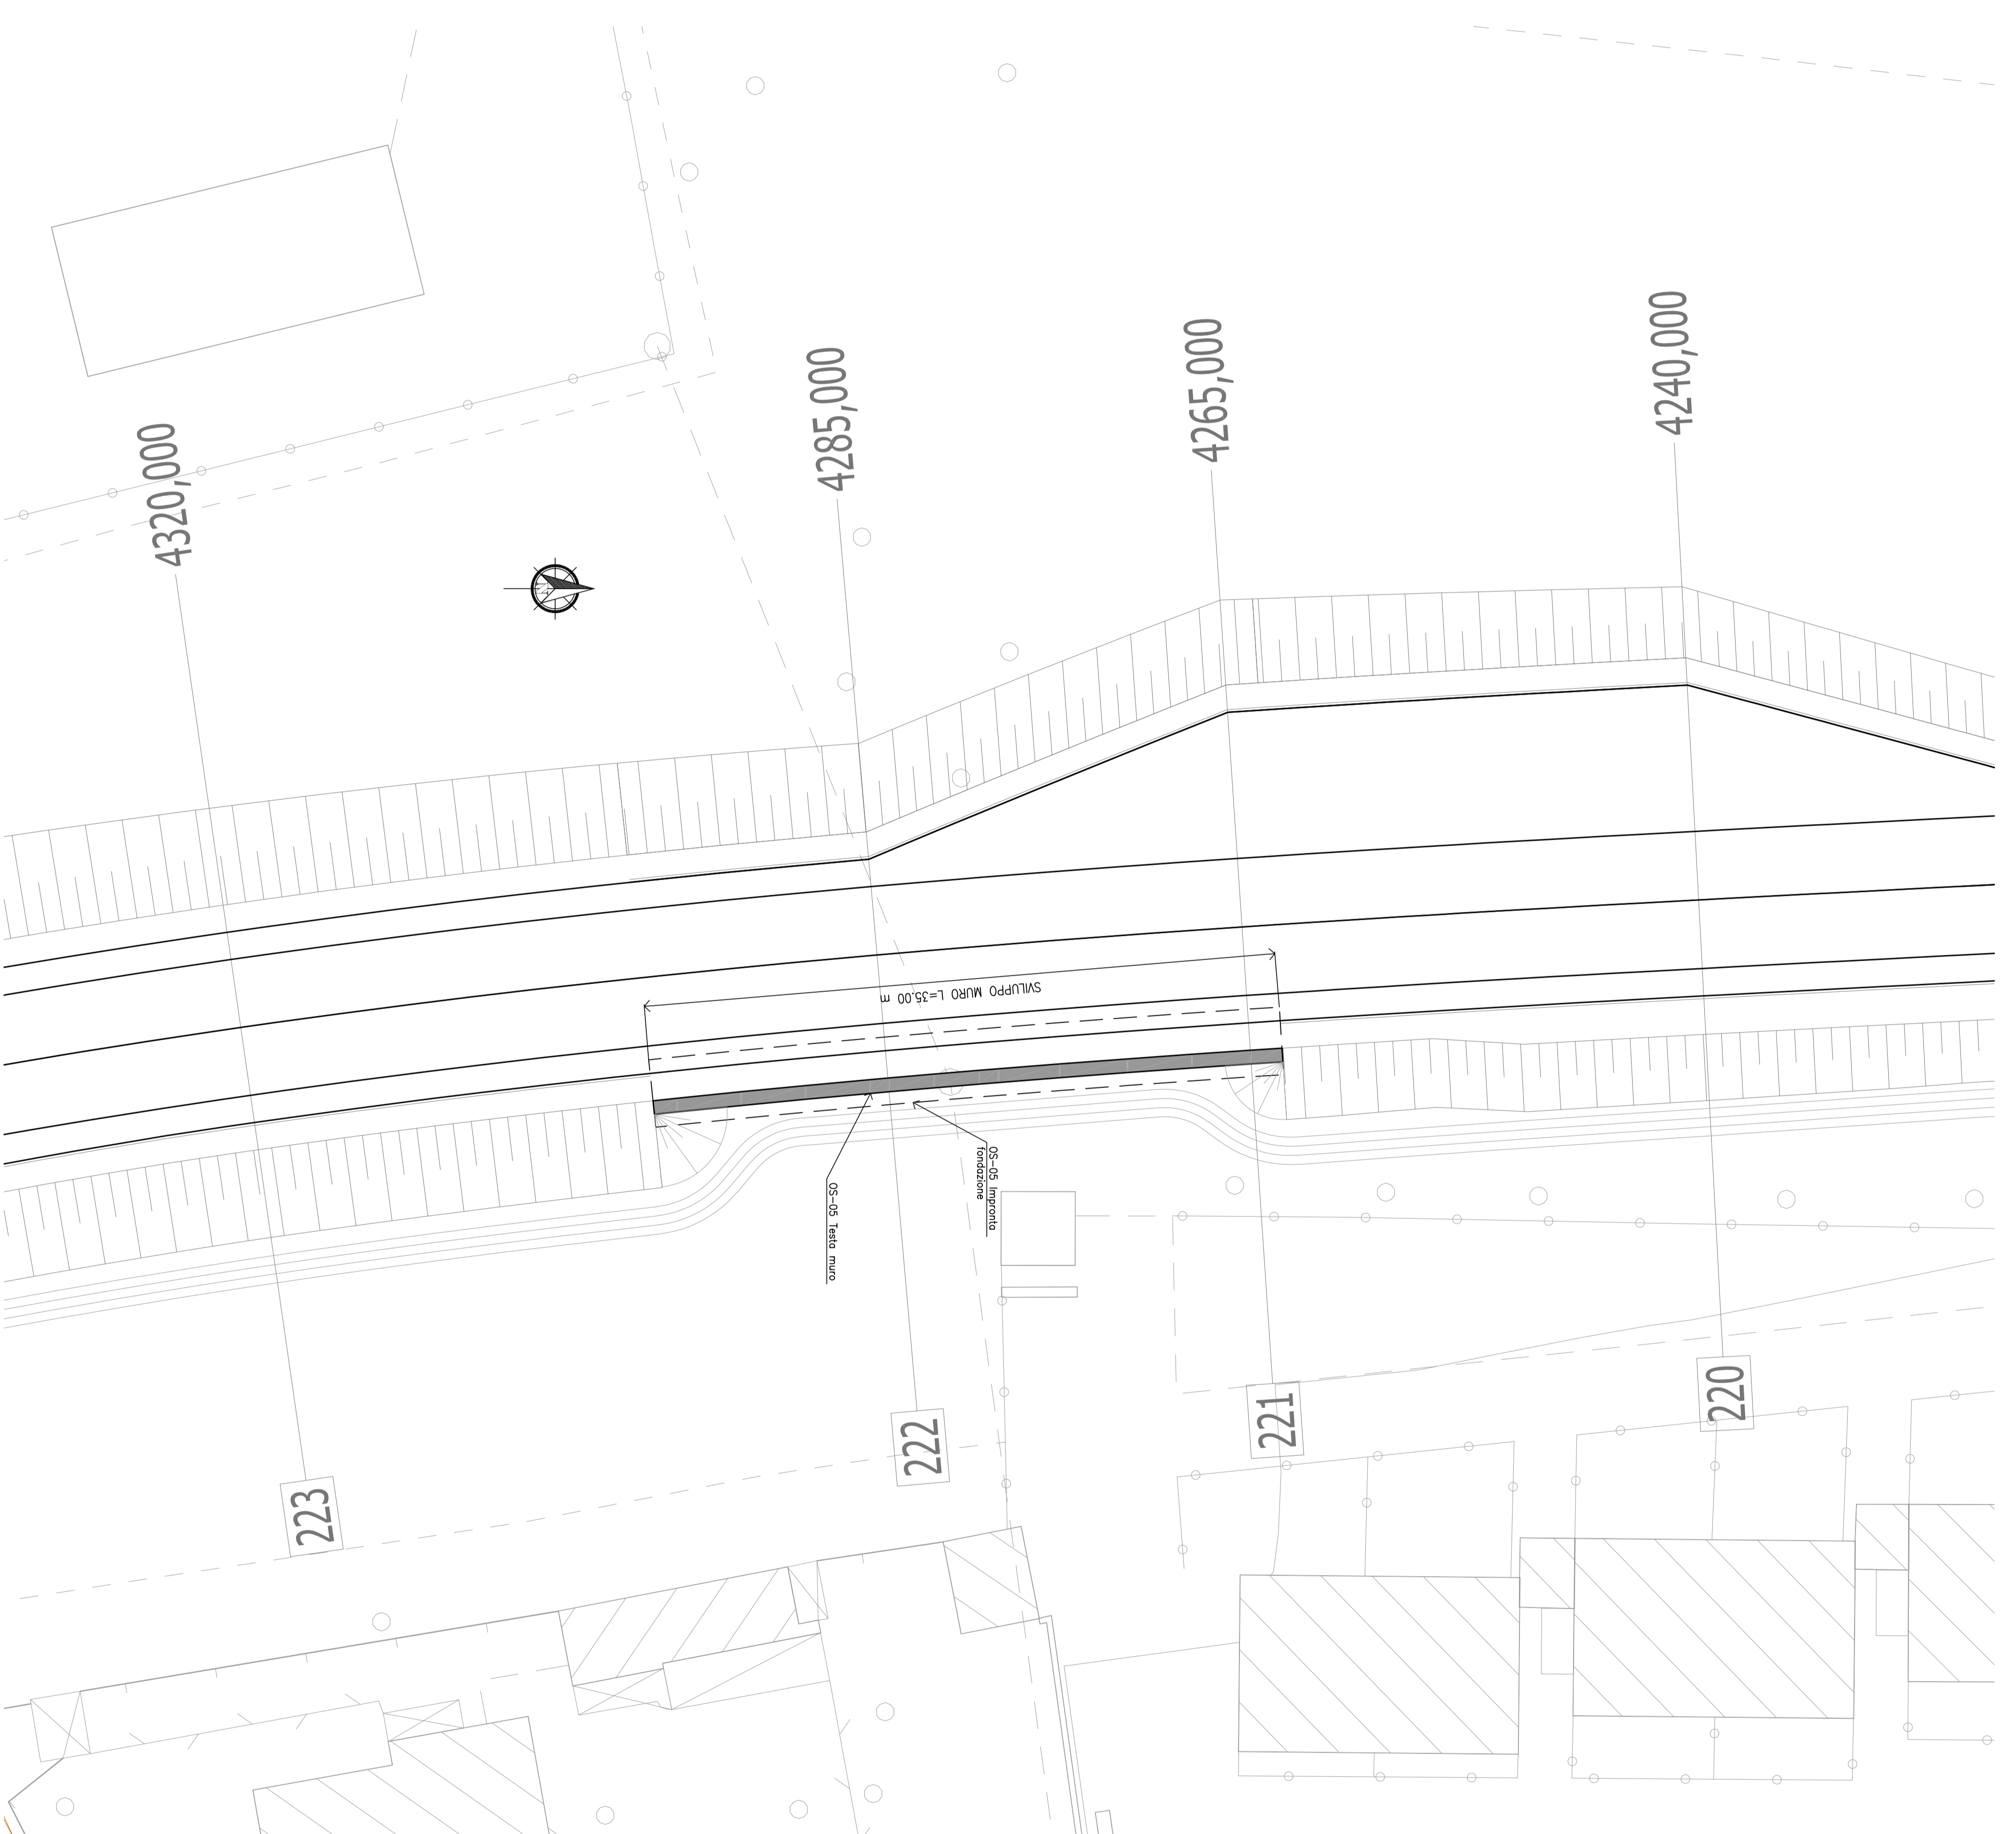 4320,000
4285,000
4265,000
4240,000
SVILUPPO MURO L=35.00 m
OS-05 Impronta
fondazione
OS-05 Testa muro
223
222
221
220